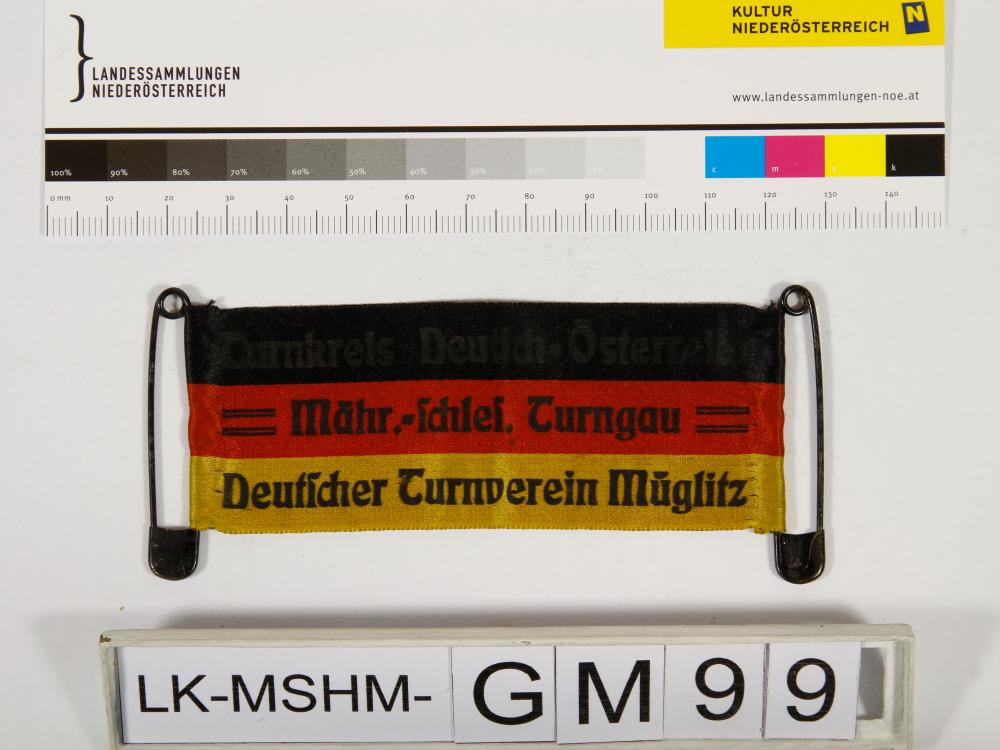 KULTUR
NIEDERÖSTERREICH
N
LANDESSAMMLUNGEN
NIEDERÖSTERREICH
www.landessammlungen-noe.at
100% 90% 80% 70% 60% 50% 40% 30% 20% c m y k
0 mm 10 20 30 40 50 60 70 80 90 100 110 120 130 140
Turnkreis Deutsch-Österreich
Mähr.-schles. Turngau
Deutscher Turnverein Müglitz
LK-MSHM- G M 9 9